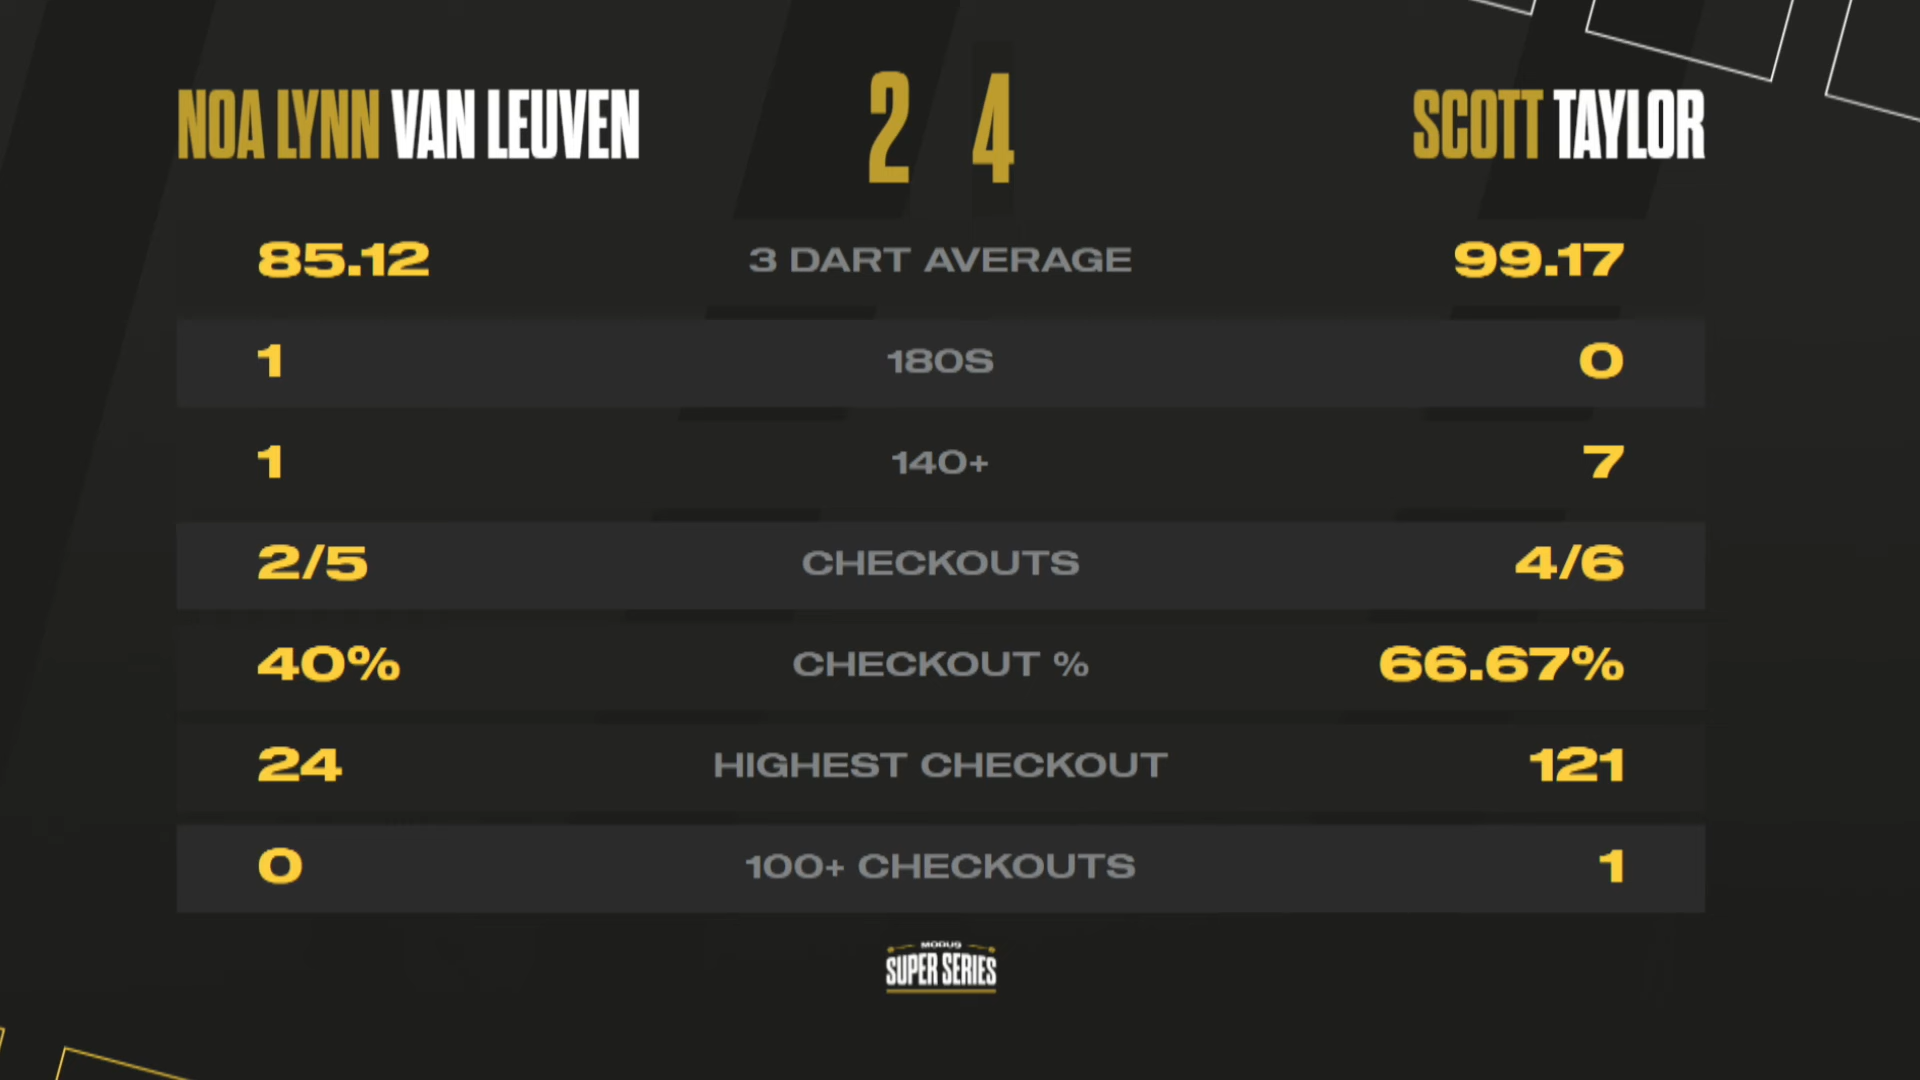 NOA LYNN VAN LEUVEN 2 4 SCOTT TAYLOR
85.12 3 DART AVERAGE 99.17
1 180S 0
1 140+ 7
2/5 CHECKOUTS 4/6
40% CHECKOUT % 66.67%
24 HIGHEST CHECKOUT 121
0 100+ CHECKOUTS 1
MODUS
SUPER SERIES